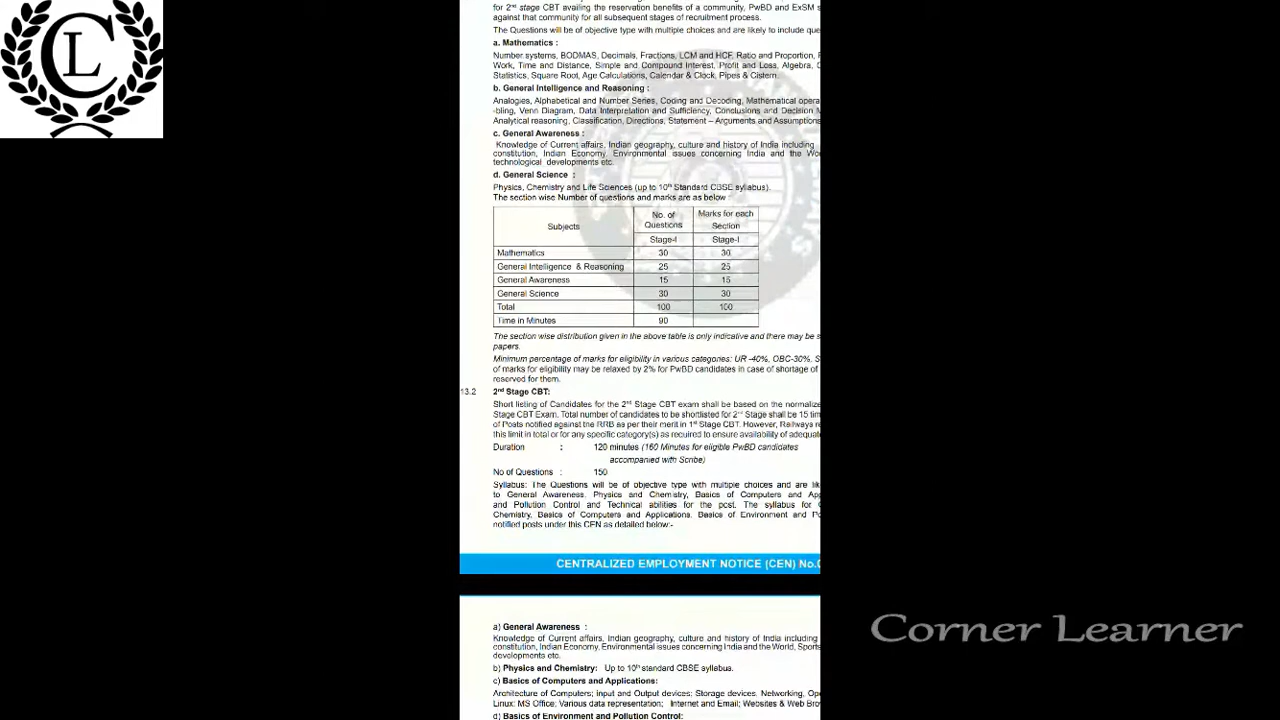 CL
for 2nd stage CBT availing the reservation benefits of a community, PwBD and ExSM
against that community for all subsequent stages of recruitment process.
The Questions will be of objective type with multiple choices and are likely to include
a. Mathematics :
Number systems, BODMAS, Decimals, Fractions, LCM and HCF, Ratio and Proportion,
Work, Time and Distance, Simple and Compound Interest, Profit and Loss, Algebra,
Statistics, Square Root, Age Calculations, Calendar & Clock, Pipes & Cistern.
b. General Intelligence and Reasoning :
Analogies, Alphabetical and Number Series, Coding and Decoding, Mathematical opera
-bling, Venn Diagram, Data Interpretation and Sufficiency, Conclusions and Decision
Analytical reasoning, Classification, Directions, Statement – Arguments and Assumptions
c. General Awareness :
Knowledge of Current affairs, Indian geography, culture and history of India including
constitution, Indian Economy, Environmental issues concerning India and the Wo
technological developments etc.
d. General Science :
Physics, Chemistry and Life Sciences (up to 10th Standard CBSE syllabus).
The section wise Number of questions and marks are as below :
Subjects No. of Questions Marks for each Section
Stage-I Stage-I
Mathematics 30 30
General Intelligence & Reasoning 25 25
General Awareness 15 15
General Science 30 30
Total 100 100
Time in Minutes 90
The section wise distribution given in the above table is only indicative and there may be s
papers.
Minimum percentage of marks for eligibility in various categories: UR -40%, OBC-30%, S
of marks for eligibility may be relaxed by 2% for PwBD candidates in case of shortage of
reserved for them.
13.2 2nd Stage CBT:
Short listing of Candidates for the 2nd Stage CBT exam shall be based on the normaliz
Stage CBT Exam. Total number of candidates to be shortlisted for 2nd Stage shall be 15 tim
of Posts notified against the RRB as per their merit in 1st Stage CBT. However, Railways re
this limit in total or for any specific category(s) as required to ensure availability of adequat
Duration : 120 minutes (160 Minutes for eligible PwBD candidates
accompanied with Scribe)
No of Questions : 150
Syllabus: The Questions will be of objective type with multiple choices and are lik
to General Awareness, Physics and Chemistry, Basics of Computers and App
and Pollution Control and Technical abilities for the post. The syllabus for
Chemistry, Basics of Computers and Applications, Basics of Environment and Po
notified posts under this CEN as detailed below:-
CENTRALIZED EMPLOYMENT NOTICE (CEN) No.
a) General Awareness :
Knowledge of Current affairs, Indian geography, culture and history of India including
constitution, Indian Economy, Environmental issues concerning India and the World, Sports
developments etc.
b) Physics and Chemistry: Up to 10th standard CBSE syllabus.
c) Basics of Computers and Applications:
Architecture of Computers; input and Output devices; Storage devices, Networking, Ope
Linux; MS Office; Various data representation; Internet and Email; Websites & Web Bro
d) Basics of Environment and Pollution Control:
Corner Learner